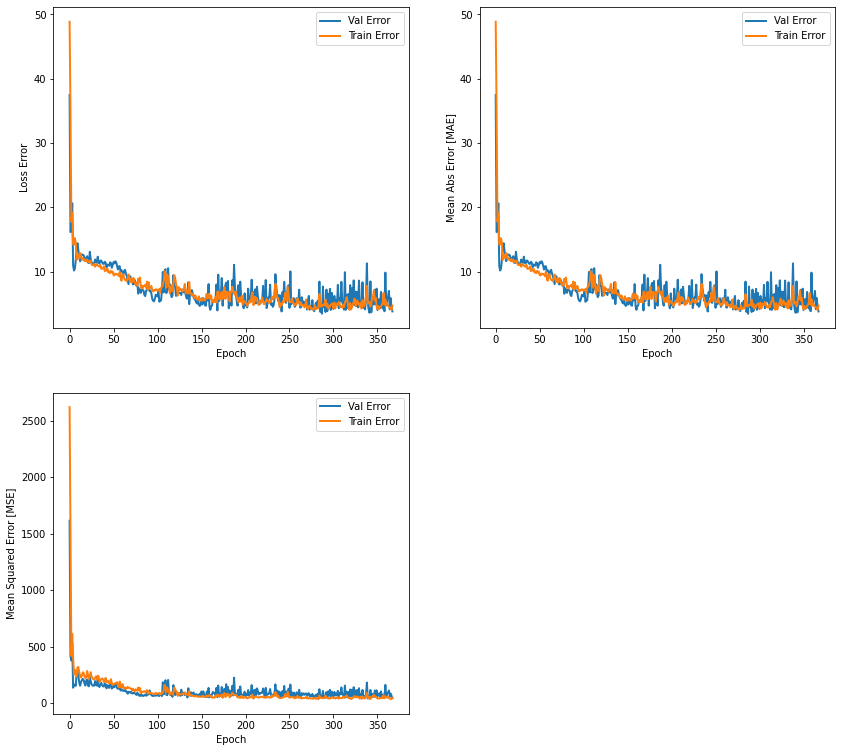 50
40
30
20
10
Loss Error
0 50 100 150 200 250 300 350
Epoch
Val Error
Train Error
50
40
30
20
10
Mean Abs Error [MAE]
0 50 100 150 200 250 300 350
Epoch
Val Error
Train Error
2500
2000
1500
1000
500
0
Mean Squared Error [MSE]
0 50 100 150 200 250 300 350
Epoch
Val Error
Train Error